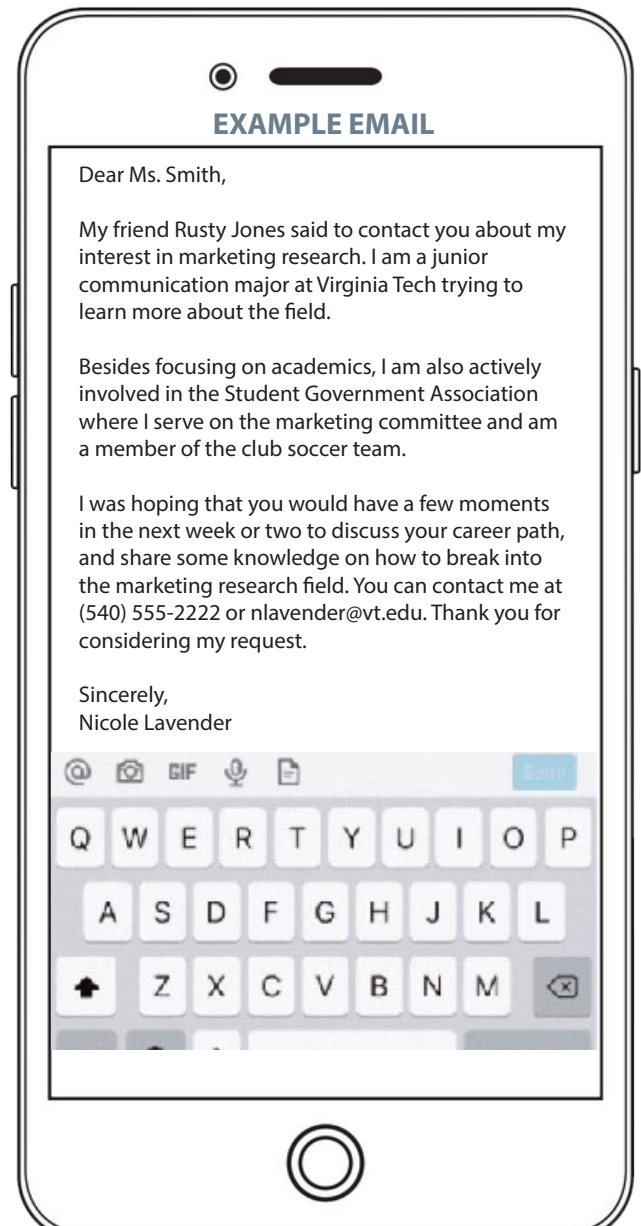 EXAMPLE EMAIL
Dear Ms. Smith,
My friend Rusty Jones said to contact you about my
interest in marketing research. I am a junior
communication major at Virginia Tech trying to
learn more about the field.
Besides focusing on academics, I am also actively
involved in the Student Government Association
where I serve on the marketing committee and am
a member of the club soccer team.
I was hoping that you would have a few moments
in the next week or two to discuss your career path,
and share some knowledge on how to break into
the marketing research field. You can contact me at
(540) 555-2222 or nlavender@vt.edu. Thank you for
considering my request.
Sincerely,
Nicole Lavender
@ GIF Send
Q W E R T Y U I O P
A S D F G H J K L
Z X C V B N M